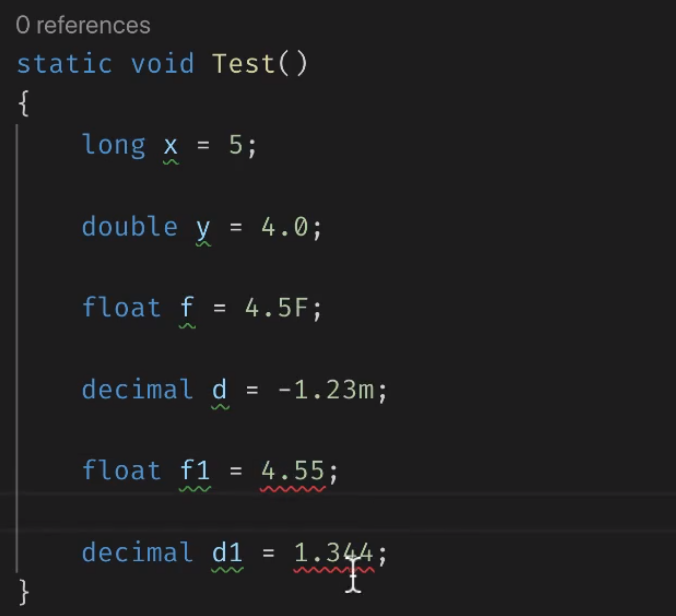 0 references
static void Test()
{
long x = 5;
double y = 4.0;
float f = 4.5F;
decimal d = -1.23m;
float f1 = 4.55;
decimal d1 = 1.344;
}